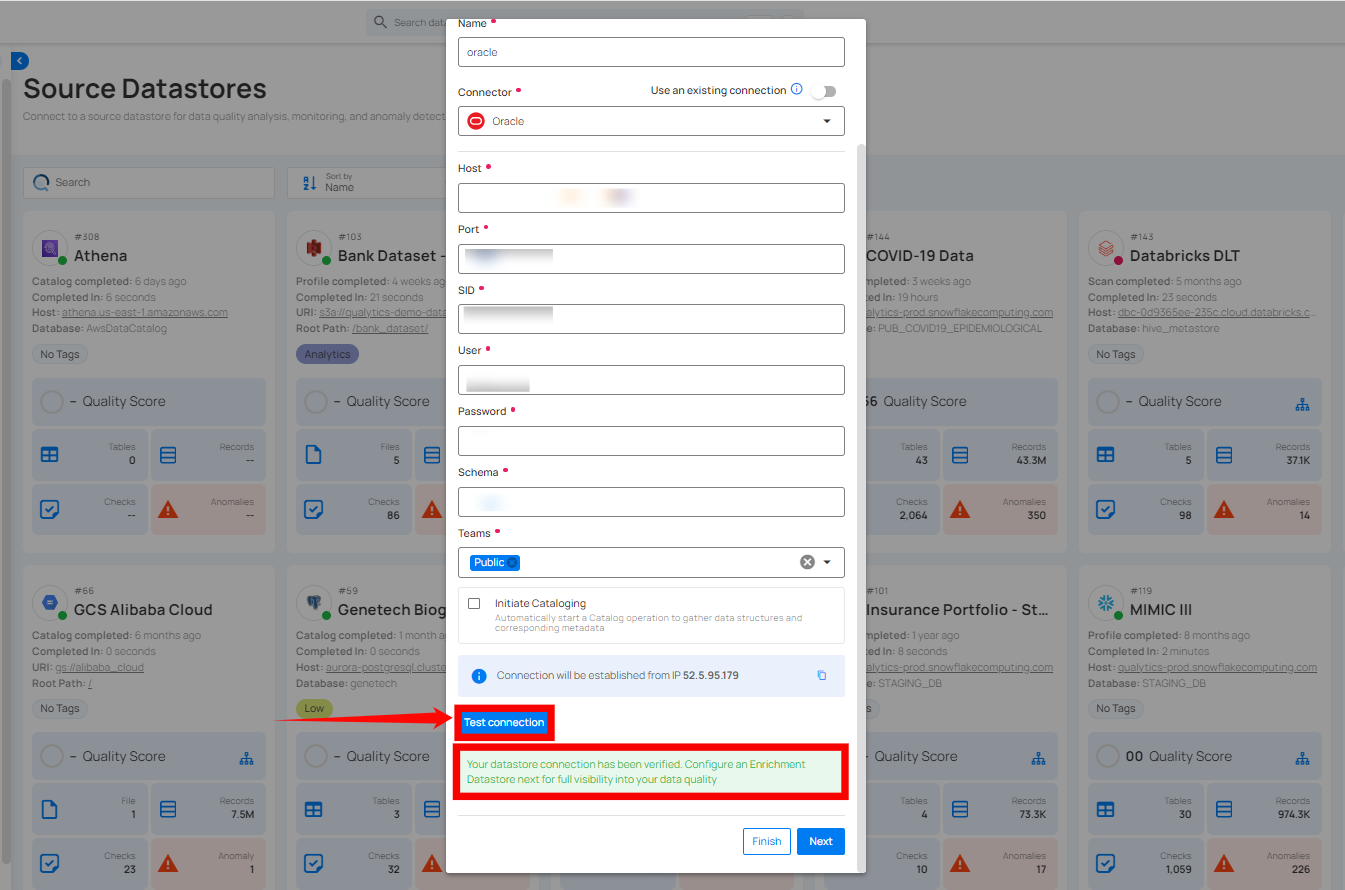 Search data
Source Datastores
Connect to a source datastore for data quality analysis, monitoring, and anomaly detect
Search
Sort by
Name
Name *
oracle
Connector *
Use an existing connection
Oracle
Host *
Port *
SID *
User *
Password *
Schema *
Teams *
Public
Initiate Cataloging
Automatically start a Catalog operation to gather data structures and
corresponding metadata
Connection will be established from IP 52.5.95.179
Test connection
Your datastore connection has been verified. Configure an Enrichment
Datastore next for full visibility into your data quality
Finish
Next
#308
Athena
Catalog completed: 6 days ago
Completed In: 6 seconds
Host: athena.us-east-1.amazonaws.com
Database: AwsDataCatalog
No Tags
– Quality Score
Tables
0
Records
--
Checks
--
Anomalies
--
#103
Bank Dataset -
Profile completed: 4 weeks ag
Completed In: 21 seconds
URI: s3a://qualytics-demo-data
Root Path: /bank_dataset/
Analytics
– Quality Score
Files
5
Checks
86
#144
COVID-19 Data
mpleted: 3 weeks ago
ed In: 19 hours
alytics-prod.snowflakecomputing.com
e: PUB_COVID19_EPIDEMIOLOGICAL
56 Quality Score
Tables
43
Records
43.3M
Checks
2,064
Anomalies
350
#143
Databricks DLT
Scan completed: 5 months ago
Completed In: 23 seconds
Host: dbc-0d9365ee-235c.cloud.databricks.c...
Database: hive_metastore
No Tags
– Quality Score
Tables
5
Records
37.1K
Checks
98
Anomalies
14
#66
GCS Alibaba Cloud
Catalog completed: 6 months ago
Completed In: 0 seconds
URI: gs://alibaba_cloud
Root Path: /
No Tags
– Quality Score
File
1
Records
7.5M
Checks
23
Anomaly
1
#59
Genetech Biog
Catalog completed: 1 month a
Completed In: 0 seconds
Host: aurora-postgresql.cluste
Database: genetech
Low
– Quality Score
Tables
3
Checks
32
#101
Insurance Portfolio - St...
mpleted: 1 year ago
ed In: 8 seconds
alytics-prod.snowflakecomputing.com
e: STAGING_DB
s
- Quality Score
Tables
4
Records
73.3K
Checks
10
Anomalies
17
#119
MIMIC III
Profile completed: 8 months ago
Completed In: 2 minutes
Host: qualytics-prod.snowflakecomputing.com
Database: STAGING_DB
No Tags
00 Quality Score
Tables
30
Records
974.3K
Checks
1,059
Anomalies
226